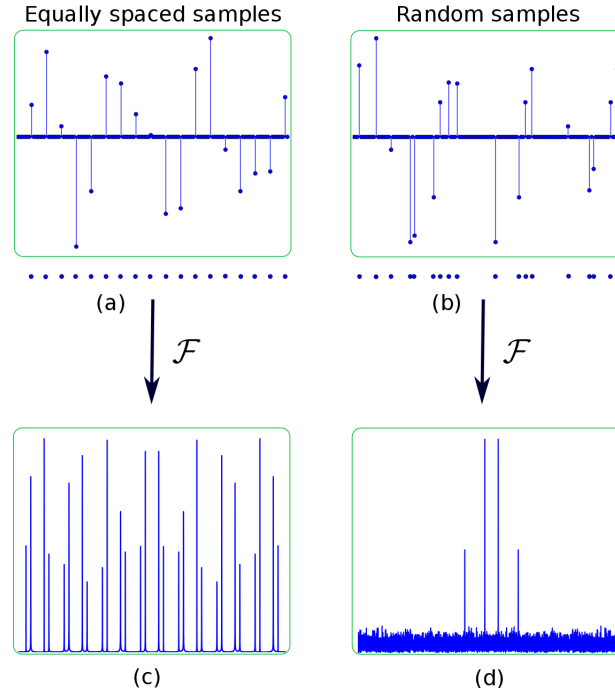 Equally spaced samples
Random samples
(a)
(b)
ℱ
ℱ
(c)
(d)